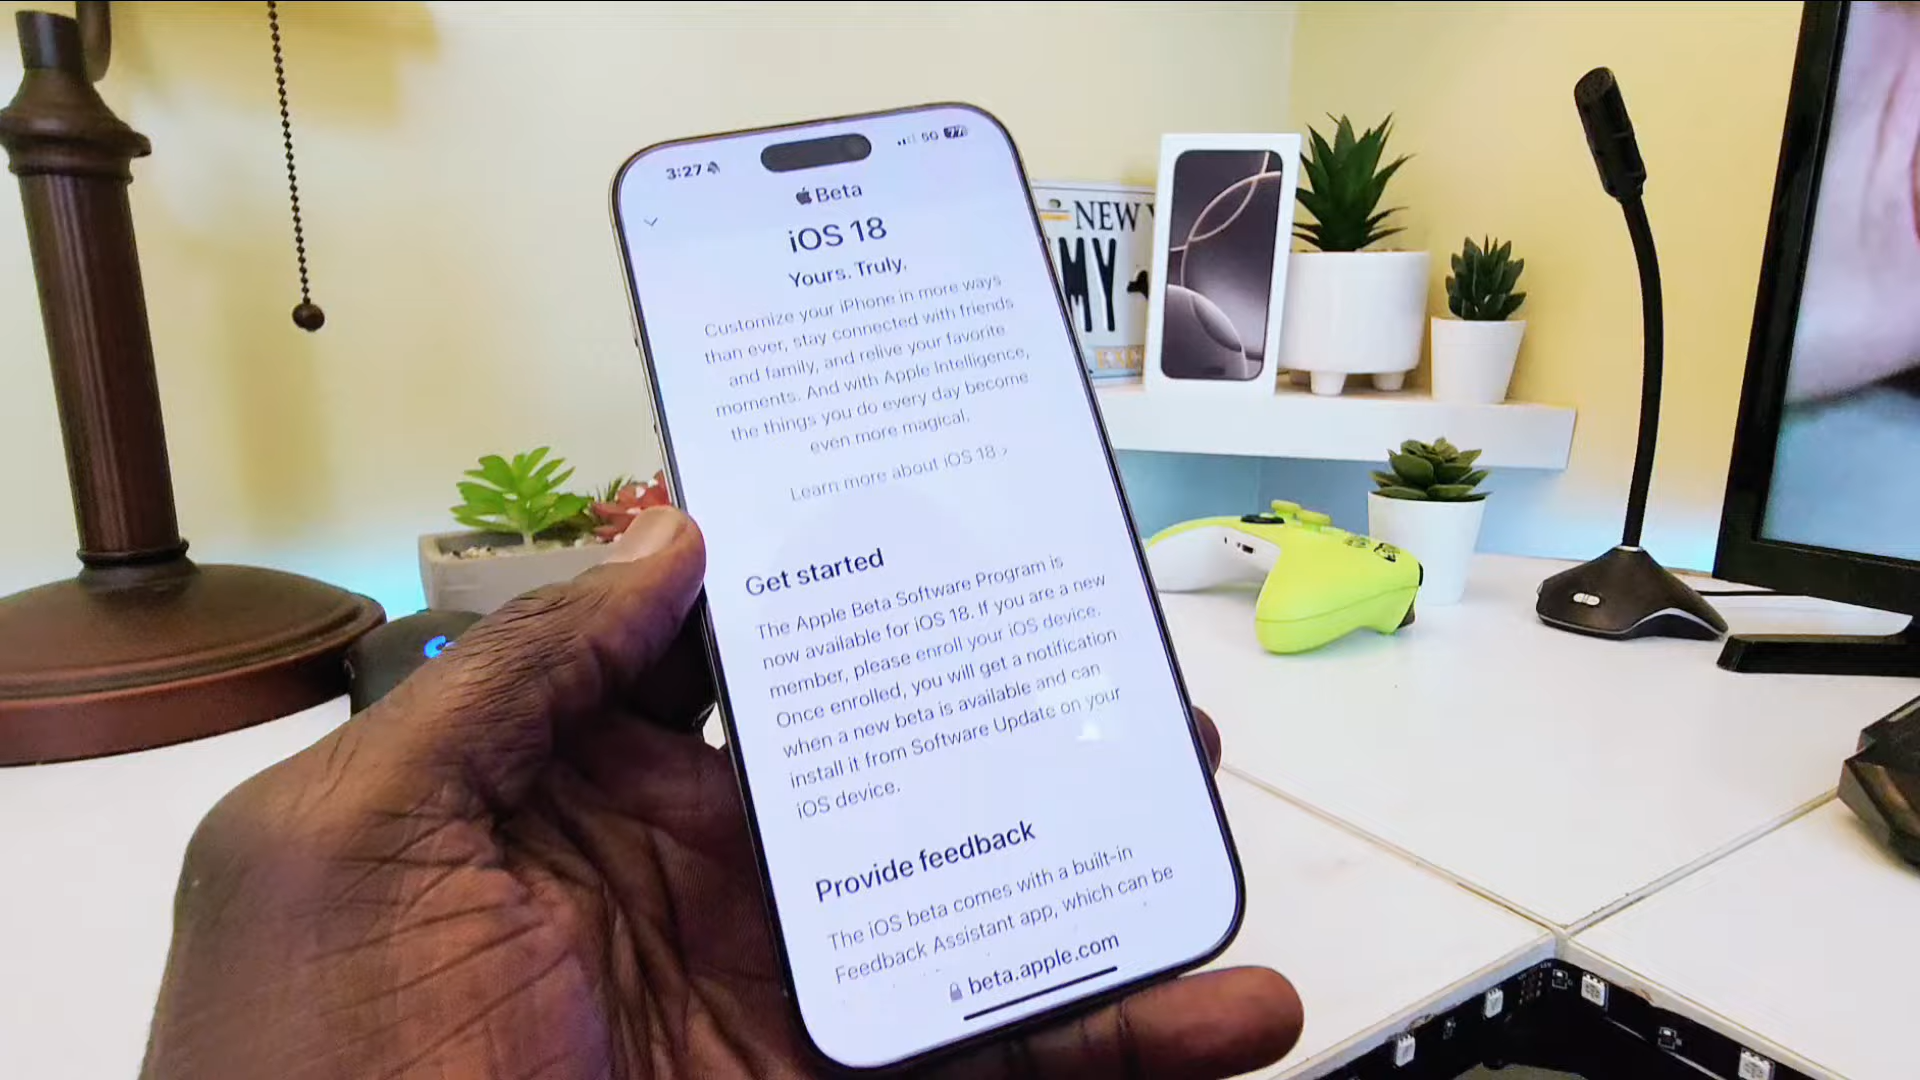 3:27
5G 77
Beta
iOS 18
Yours. Truly.
Customize your iPhone in more ways
than ever, stay connected with friends
and family, and relive your favorite
moments. And with Apple Intelligence,
the things you do every day become
even more magical.
Learn more about iOS 18 ›
Get started
The Apple Beta Software Program is
now available for iOS 18. If you are a new
member, please enroll your iOS device.
Once enrolled, you will get a notification
when a new beta is available and can
install it from Software Update on your
iOS device.
Provide feedback
The iOS beta comes with a built-in
Feedback Assistant app, which can be
beta.apple.com
NEW
MY
EXC